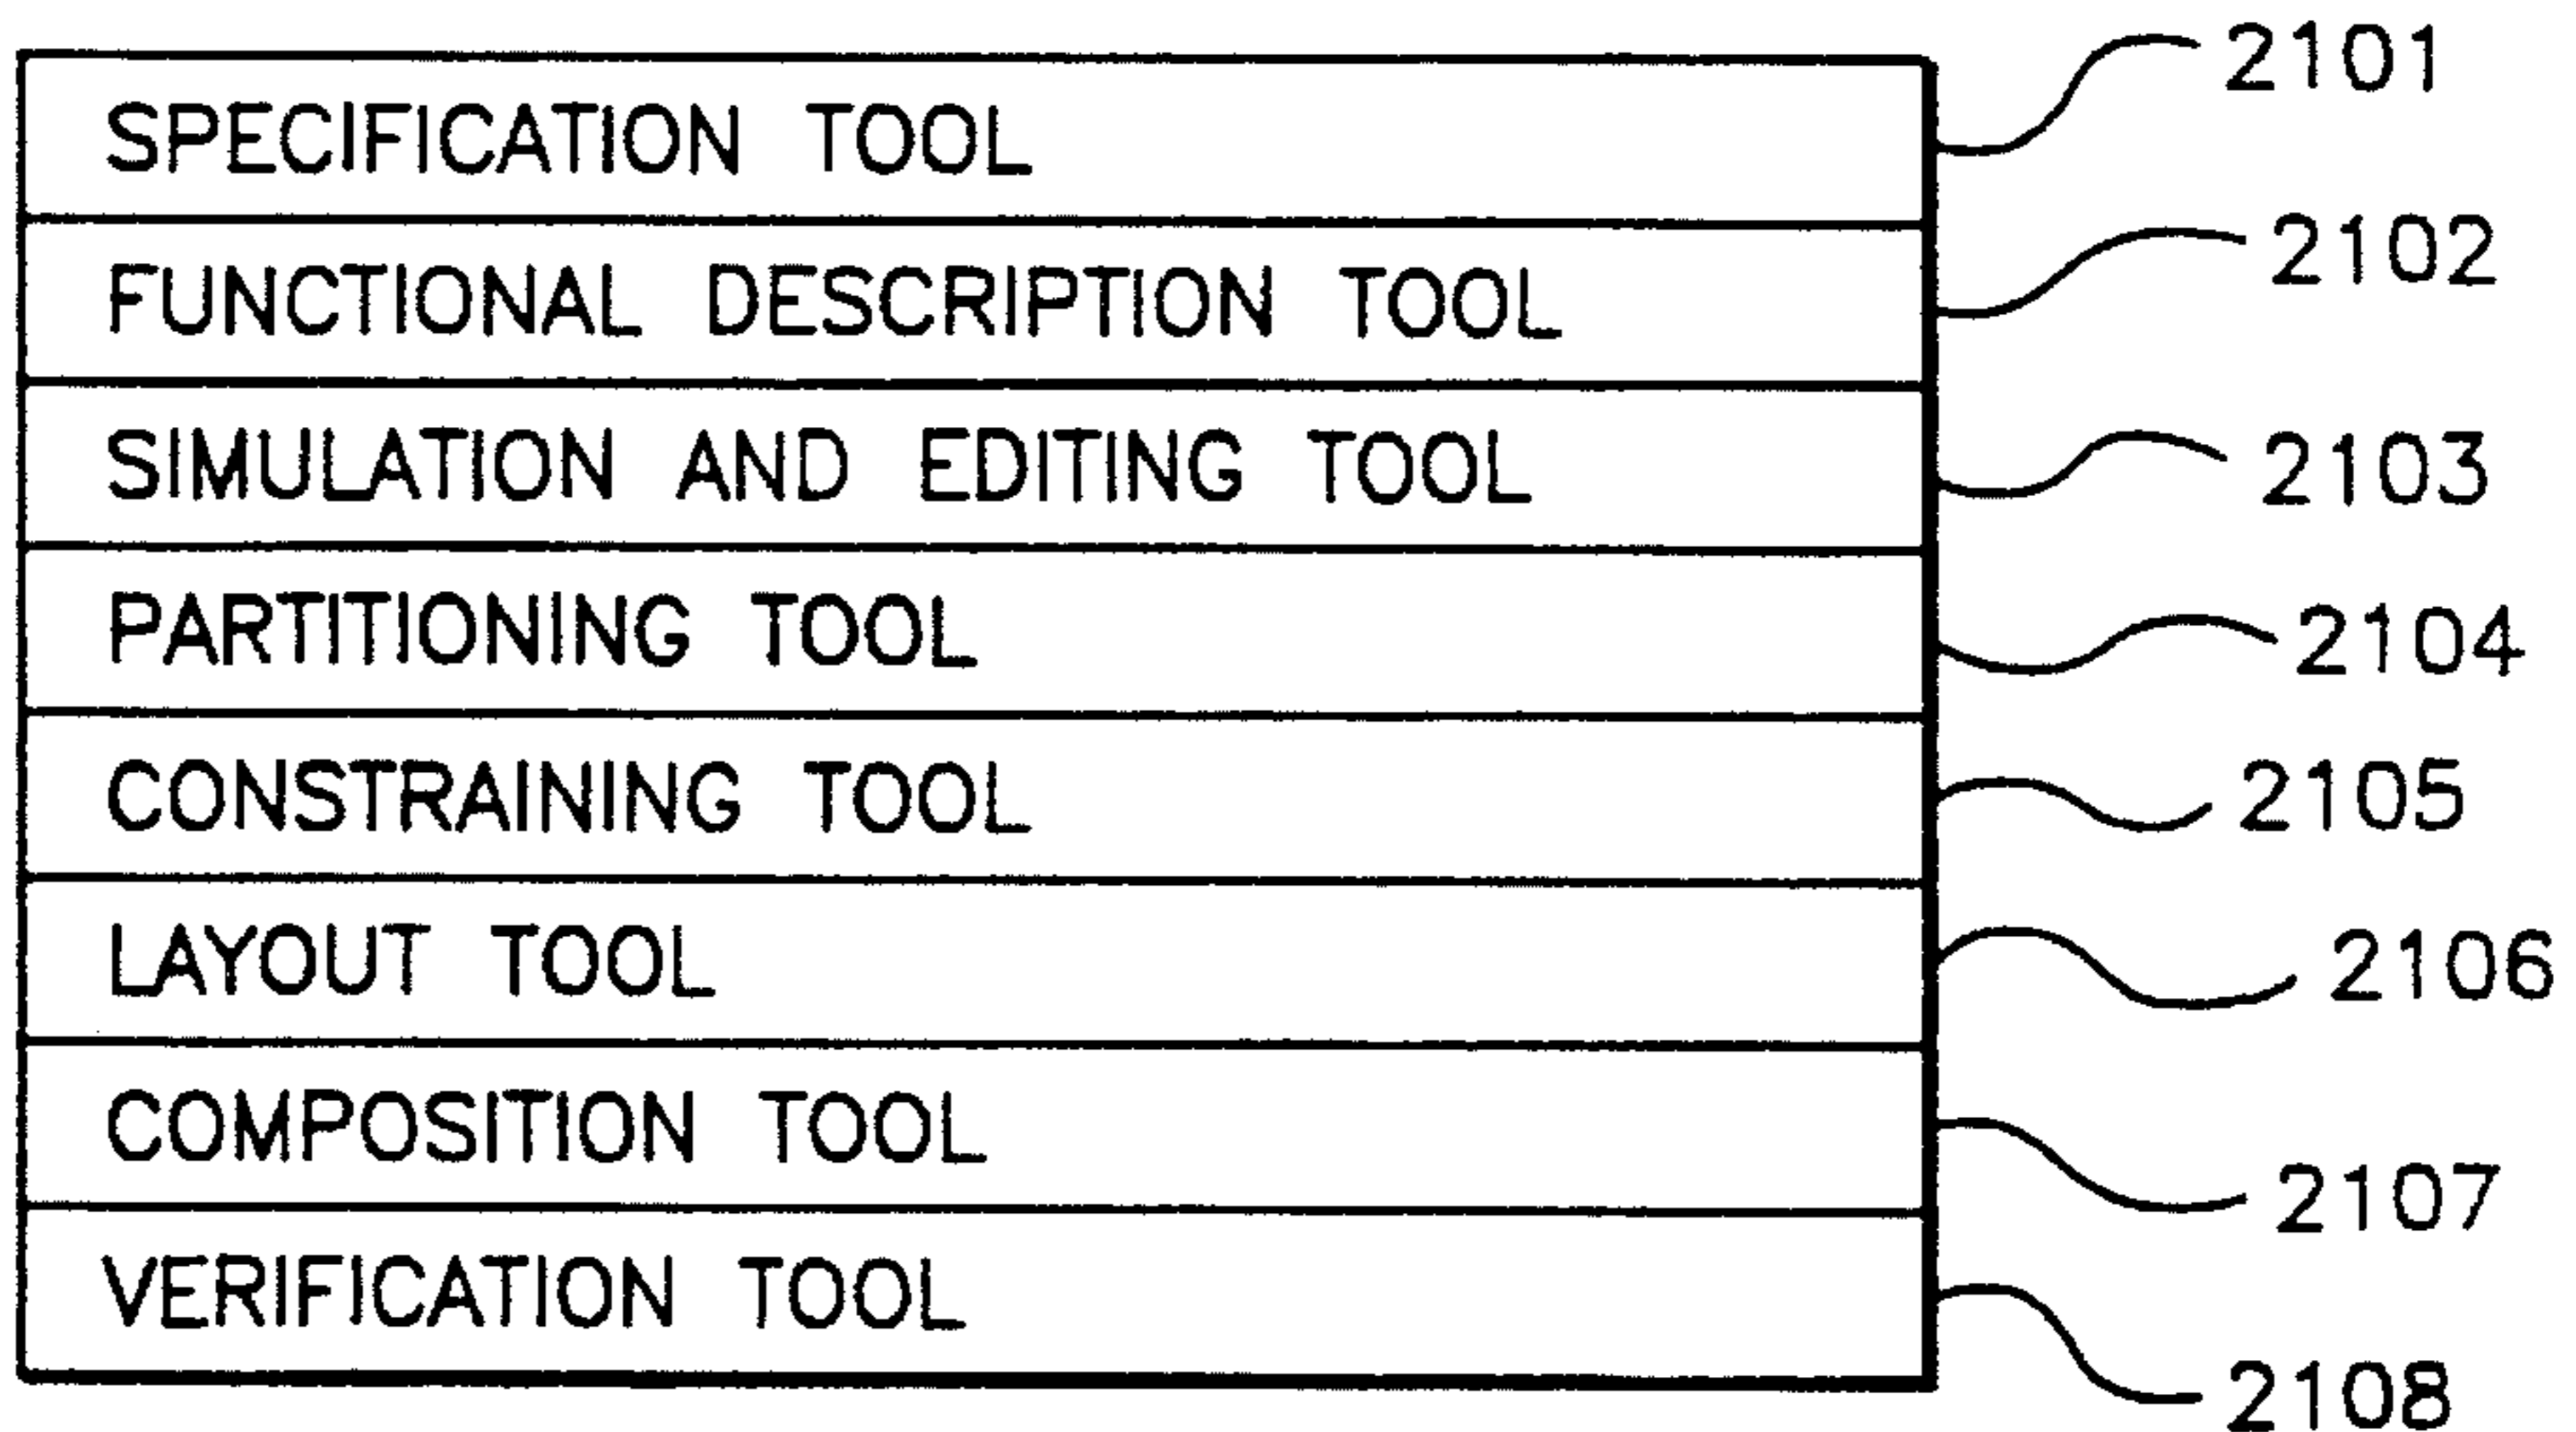 SPECIFICATION TOOL 2101
FUNCTIONAL DESCRIPTION TOOL 2102
SIMULATION AND EDITING TOOL 2103
PARTITIONING TOOL 2104
CONSTRAINING TOOL 2105
LAYOUT TOOL 2106
COMPOSITION TOOL 2107
VERIFICATION TOOL 2108